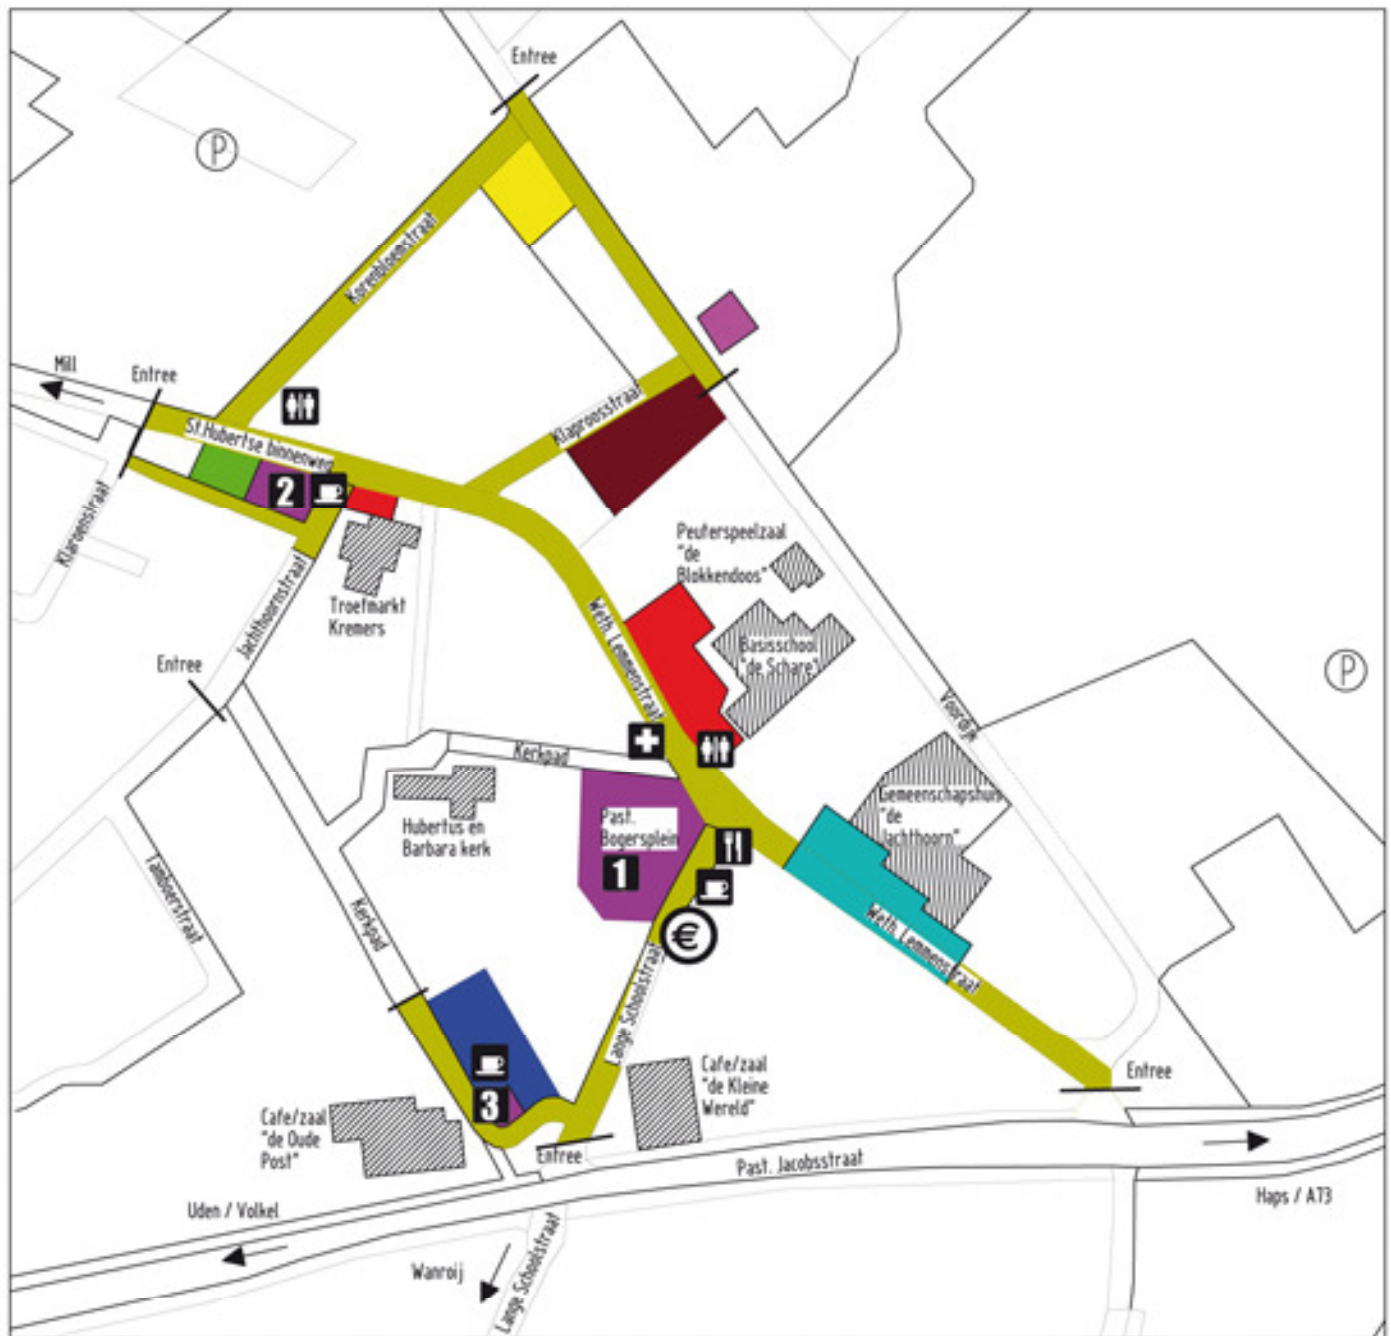 Entree
P
Korenbloemstraat
Mill
Entree
St.Hubertse binnenweg
Klaproosstraat
2
Klaroenstraat
Peuterspeelzaal
"de
Blokkendoos"
Jachthoornstraat
Troefmarkt
Kremers
Weth. Lemmenstraat
Basisschool
"de Schare"
P
Entree
Voordijk
Kerkpad
Gemeenschapshuis
"de
Jachthoorn"
Hubertus en
Barbara kerk
Past.
Bogersplein
1
Tamboerstraat
Kerkpad
€
Weth. Lemmenstraat
Lange Schoolstraat
Cafe/zaal
"de Kleine
Wereld"
Entree
3
Cafe/zaal
"de Oude
Post"
Entree
Past. Jacobsstraat
Haps / A73
Uden / Volkel
Wanroij
Lange Schoolstraat